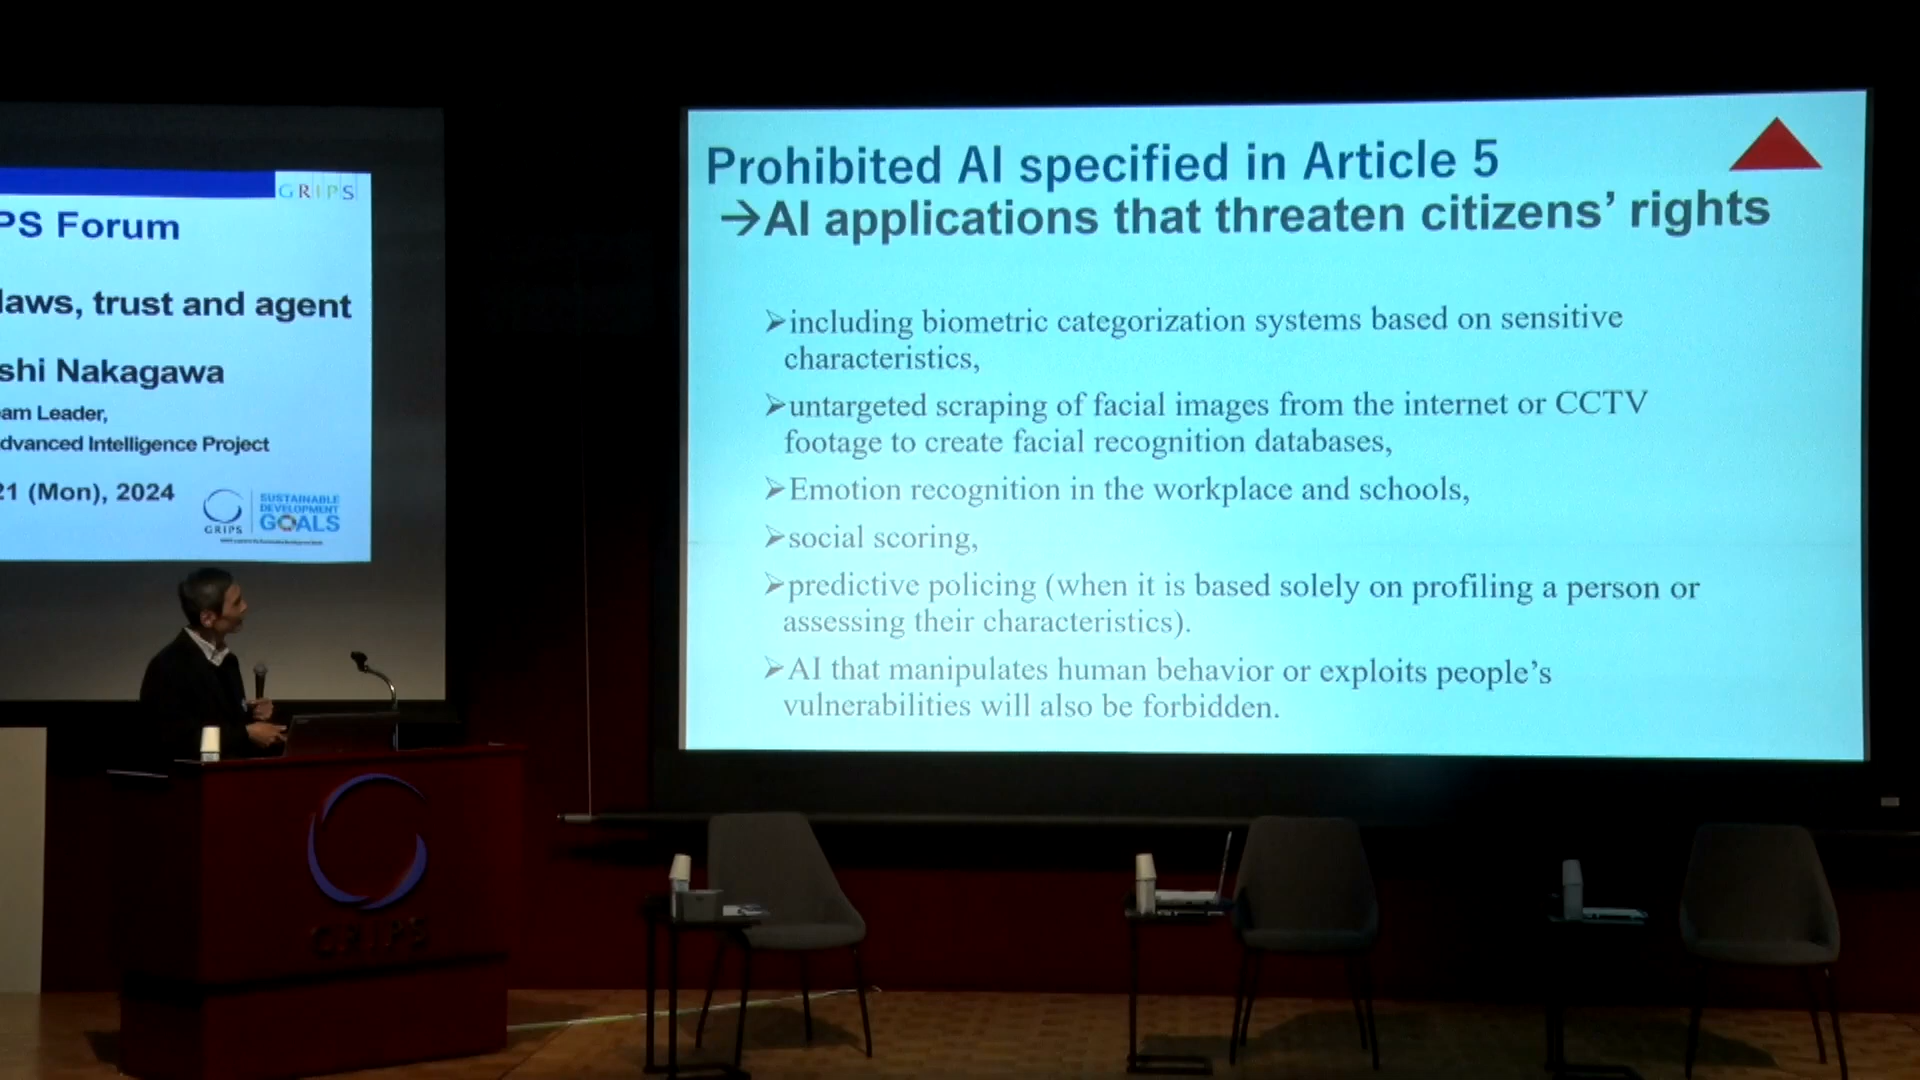 GRIPS
PS Forum
laws, trust and agent
shi Nakagawa
am Leader,
dvanced Intelligence Project
21 (Mon), 2024
GRIPS
SUSTAINABLE
DEVELOPMENT
GOALS
Prohibited AI specified in Article 5
→AI applications that threaten citizens’ rights
➢including biometric categorization systems based on sensitive
characteristics,
➢untargeted scraping of facial images from the internet or CCTV
footage to create facial recognition databases,
➢Emotion recognition in the workplace and schools,
➢social scoring,
➢predictive policing (when it is based solely on profiling a person or
assessing their characteristics).
➢AI that manipulates human behavior or exploits people’s
vulnerabilities will also be forbidden.
GRIPS